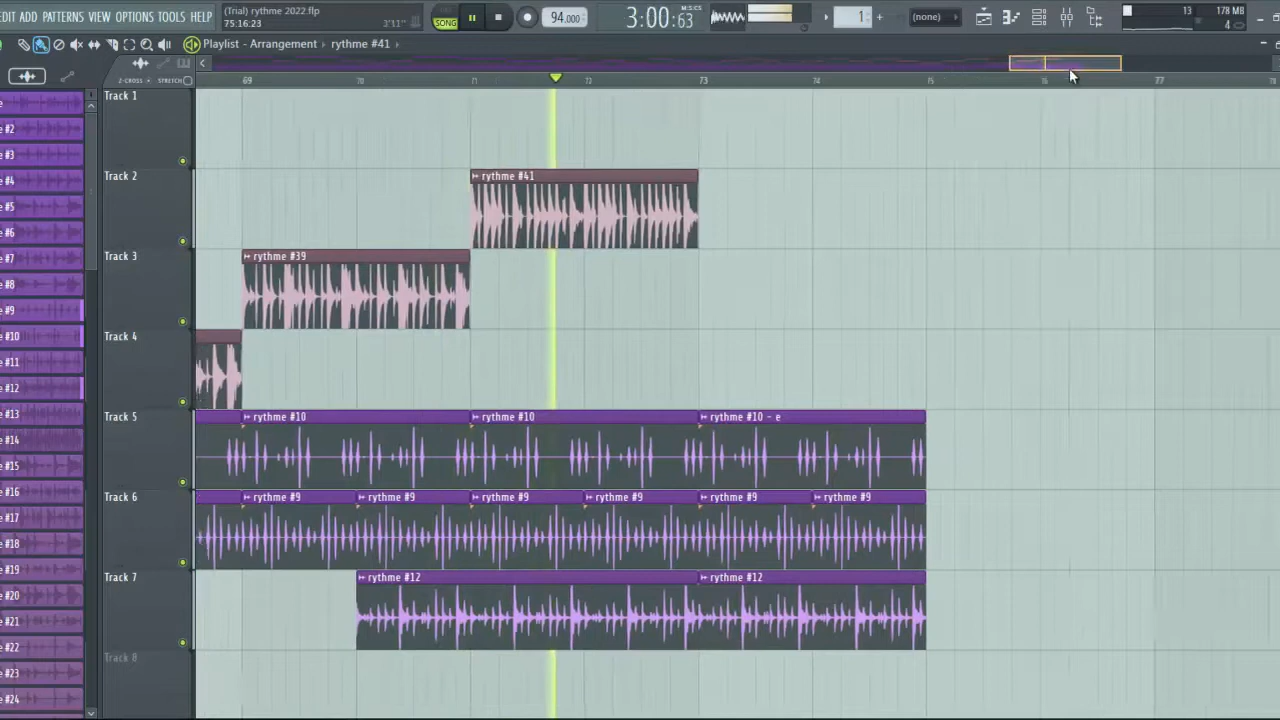 EDIT ADD PATTERNS VIEW OPTIONS TOOLS HELP
(Trial) rythme 2022.flp
75:16:23
3'11"
SONG
94.000
3:00:63
M:S:CS
1
(none)
13
178 MB
4
Playlist - Arrangement › rythme #41 ›
Z-CROSS
STRETCH
69
70
71
72
73
74
75
76
77
78
e
e #2
e #3
e #4
e #5
e #6
e #7
e #8
e #9
e #10
e #11
e #12
e #13
e #14
e #15
e #16
e #17
e #18
e #19
e #20
e #21
e #22
e #23
e #24
Track 1
Track 2
rythme #41
Track 3
rythme #39
Track 4
Track 5
rythme #10
rythme #10
rythme #10 - e
Track 6
rythme #9
rythme #9
rythme #9
rythme #9
rythme #9
rythme #9
Track 7
rythme #12
rythme #12
Track 8